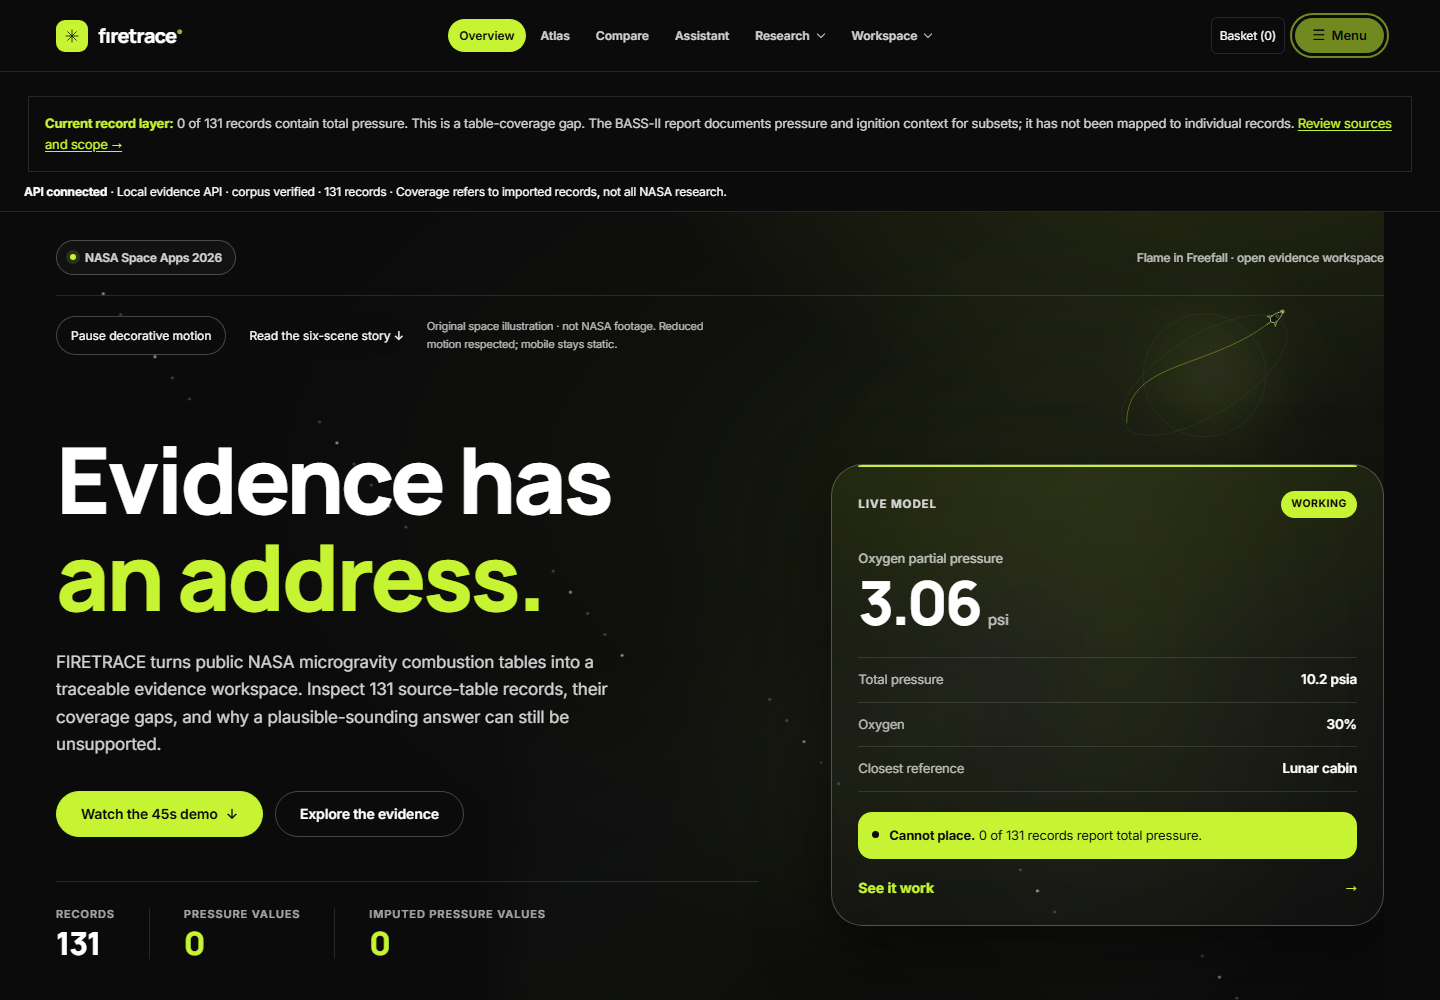 firetrace
Overview
Atlas
Compare
Assistant
Research
Workspace
Basket (0)
☰ Menu
Current record layer: 0 of 131 records contain total pressure. This is a table-coverage gap. The BASS-II report documents pressure and ignition context for subsets; it has not been mapped to individual records. Review sources
and scope →
API connected · Local evidence API · corpus verified · 131 records · Coverage refers to imported records, not all NASA research.
NASA Space Apps 2026
Flame in Freefall · open evidence workspace
Pause decorative motion
Read the six-scene story ↓
Original space illustration · not NASA footage. Reduced
motion respected; mobile stays static.
Evidence has
an address.
FIRETRACE turns public NASA microgravity combustion tables into a
traceable evidence workspace. Inspect 131 source-table records, their
coverage gaps, and why a plausible-sounding answer can still be
unsupported.
Watch the 45s demo ↓
Explore the evidence
RECORDS
131
PRESSURE VALUES
0
IMPUTED PRESSURE VALUES
0
LIVE MODEL
WORKING
Oxygen partial pressure
3.06 psi
Total pressure
10.2 psia
Oxygen
30%
Closest reference
Lunar cabin
Cannot place. 0 of 131 records report total pressure.
See it work →